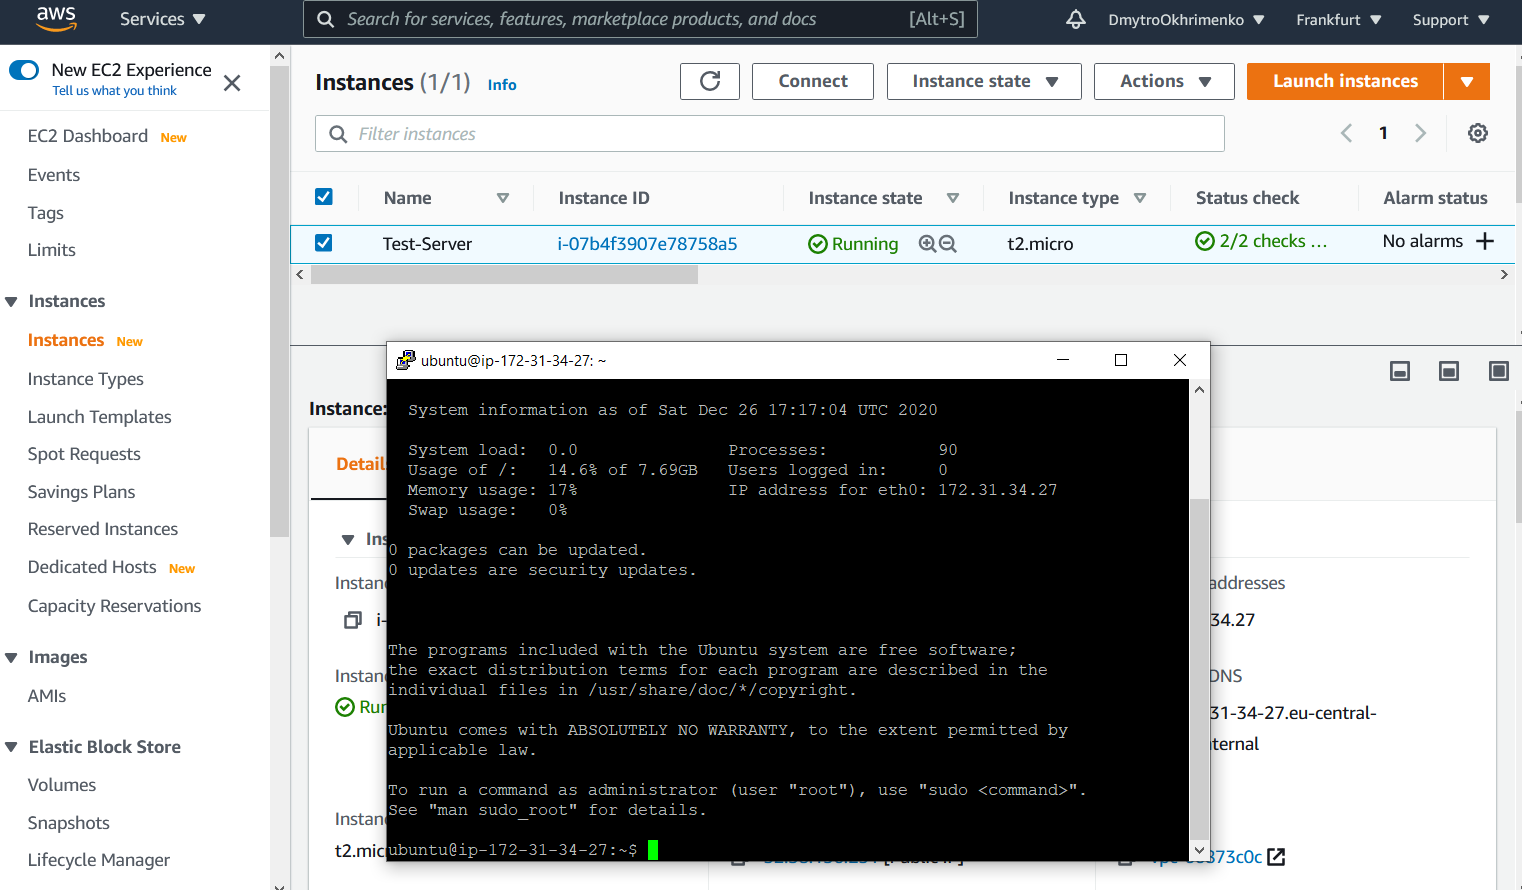 aws
Services
Search for services, features, marketplace products, and docs [Alt+S]
DmytroOkhrimenko
Frankfurt
Support
New EC2 Experience
Tell us what you think
EC2 Dashboard New
Events
Tags
Limits
Instances
Instances New
Instance Types
Launch Templates
Spot Requests
Savings Plans
Reserved Instances
Dedicated Hosts New
Capacity Reservations
Images
AMIs
Elastic Block Store
Volumes
Snapshots
Lifecycle Manager
Instances (1/1) Info
Connect
Instance state
Actions
Launch instances
Filter instances
1
Name Instance ID Instance state Instance type Status check Alarm status
Test-Server i-07b4f3907e78758a5 Running t2.micro 2/2 checks ... No alarms +
Instance:
ubuntu@ip-172-31-34-27: ~
System information as of Sat Dec 26 17:17:04 UTC 2020
System load: 0.0 Processes: 90
Usage of /: 14.6% of 7.69GB Users logged in: 0
Memory usage: 17% IP address for eth0: 172.31.34.27
Swap usage: 0%
0 packages can be updated.
0 updates are security updates.
The programs included with the Ubuntu system are free software;
the exact distribution terms for each program are described in the
individual files in /usr/share/doc/*/copyright.
Ubuntu comes with ABSOLUTELY NO WARRANTY, to the extent permitted by
applicable law.
To run a command as administrator (user "root"), use "sudo <command>".
See "man sudo_root" for details.
ubuntu@ip-172-31-34-27:~$
Detail
Ins
Instan
i-
Instan
Run
Instan
t2.mic
addresses
34.27
ONS
31-34-27.eu-central-
ternal
373c0c